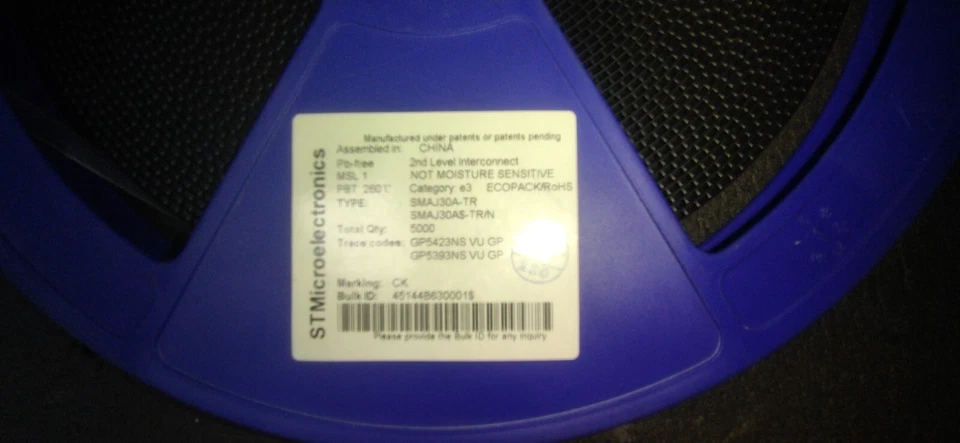 STMicroelectronics
Manufactured under patents or patents pending
Assembled in: CHINA
Pb-free 2nd Level Interconnect
MSL 1 NOT MOISTURE SENSITIVE
PBT 260℃ Category: e3 ECOPACK/RoHS
TYPE: SMAJ30A-TR
SMAJ30A$-TR/N
Total Qty: 5000
Trace codes: GP5423NS VU GP
GP5393NS VU GP
Marking: CK
Bulk ID: 45144B630001$
Please provide the Bulk ID for any inquiry